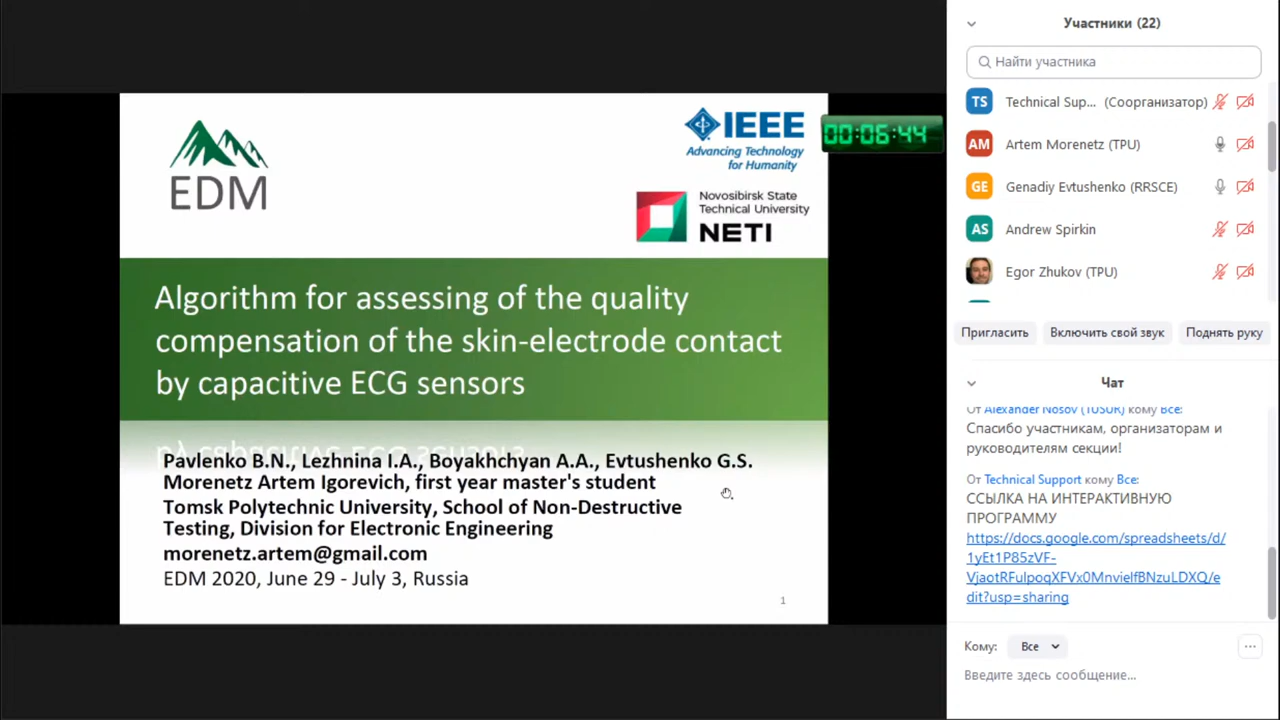 EDM
IEEE
Advancing Technology
for Humanity
00:06:44
Novosibirsk State
Technical University
NETI
Algorithm for assessing of the quality
compensation of the skin-electrode contact
by capacitive ECG sensors
Pavlenko B.N., Lezhnina I.A., Boyakhchyan A.A., Evtushenko G.S.
Morenetz Artem Igorevich, first year master's student
Tomsk Polytechnic University, School of Non-Destructive
Testing, Division for Electronic Engineering
morenetz.artem@gmail.com
EDM 2020, June 29 - July 3, Russia
1
Участники (22)
Найти участника
TS Technical Sup... (Соорганизатор)
AM Artem Morenetz (TPU)
GE Genadiy Evtushenko (RRSCE)
AS Andrew Spirkin
Egor Zhukov (TPU)
Пригласить Включить свой звук Поднять руку
Чат
От Alexander Nosov (TUSUR) кому Все:
Спасибо участникам, организаторам и
руководителям секции!
От Technical Support кому Все:
ССЫЛКА НА ИНТЕРАКТИВНУЮ
ПРОГРАММУ
https://docs.google.com/spreadsheets/d/
1yEt1P85zVF-
VjaotRFulpoqXFVx0MnvielfBNzuLDXQ/e
dit?usp=sharing
Кому: Все
Введите здесь сообщение...